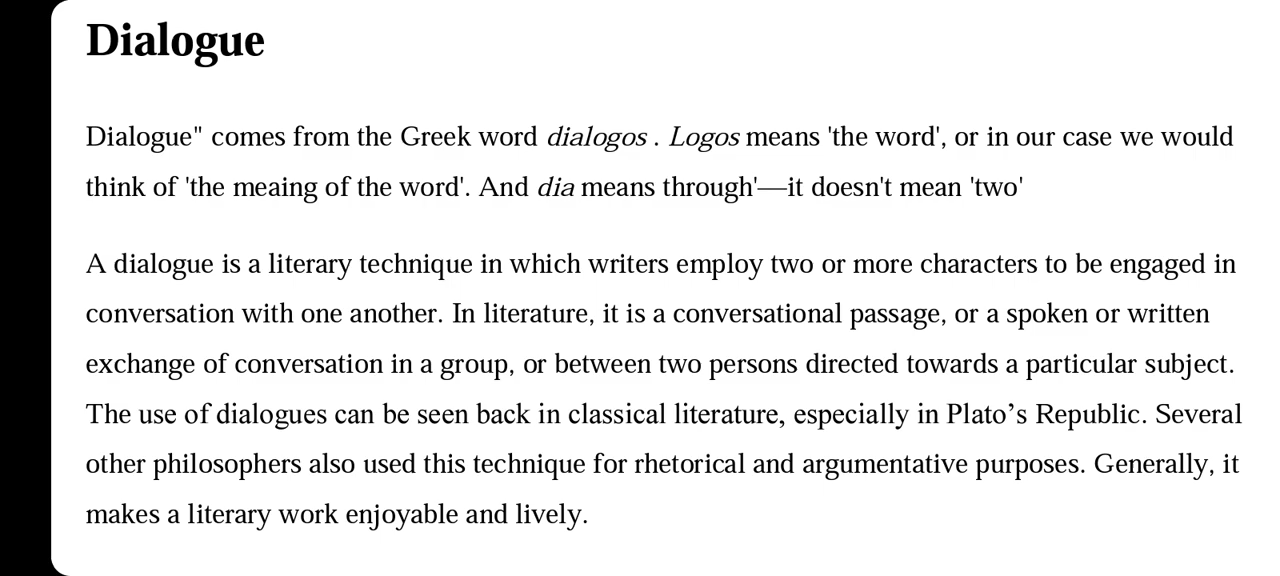 Dialogue
Dialogue" comes from the Greek word dialogos . Logos means 'the word', or in our case we would
think of 'the meaing of the word'. And dia means through'—it doesn't mean 'two'
A dialogue is a literary technique in which writers employ two or more characters to be engaged in
conversation with one another. In literature, it is a conversational passage, or a spoken or written
exchange of conversation in a group, or between two persons directed towards a particular subject.
The use of dialogues can be seen back in classical literature, especially in Plato’s Republic. Several
other philosophers also used this technique for rhetorical and argumentative purposes. Generally, it
makes a literary work enjoyable and lively.